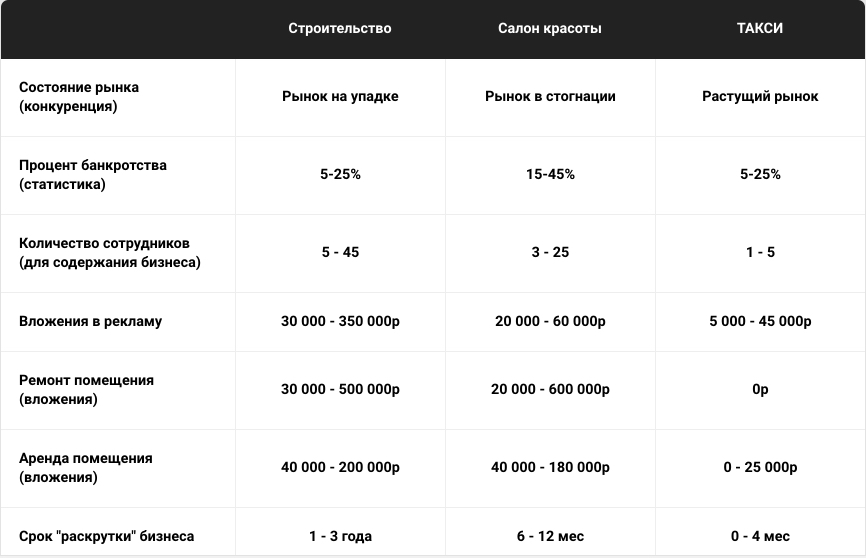 Строительство Салон красоты ТАКСИ
Состояние рынка
(конкуренция)
Рынок на упадке Рынок в стогнации Растущий рынок
Процент банкротства
(статистика)
5-25% 15-45% 5-25%
Количество сотрудников
(для содержания бизнеса)
5 - 45 3 - 25 1 - 5
Вложения в рекламу 30 000 - 350 000р 20 000 - 60 000р 5 000 - 45 000р
Ремонт помещения
(вложения)
30 000 - 500 000р 20 000 - 600 000р 0р
Аренда помещения
(вложения)
40 000 - 200 000р 40 000 - 180 000р 0 - 25 000р
Срок "раскрутки" бизнеса 1 - 3 года 6 - 12 мес 0 - 4 мес